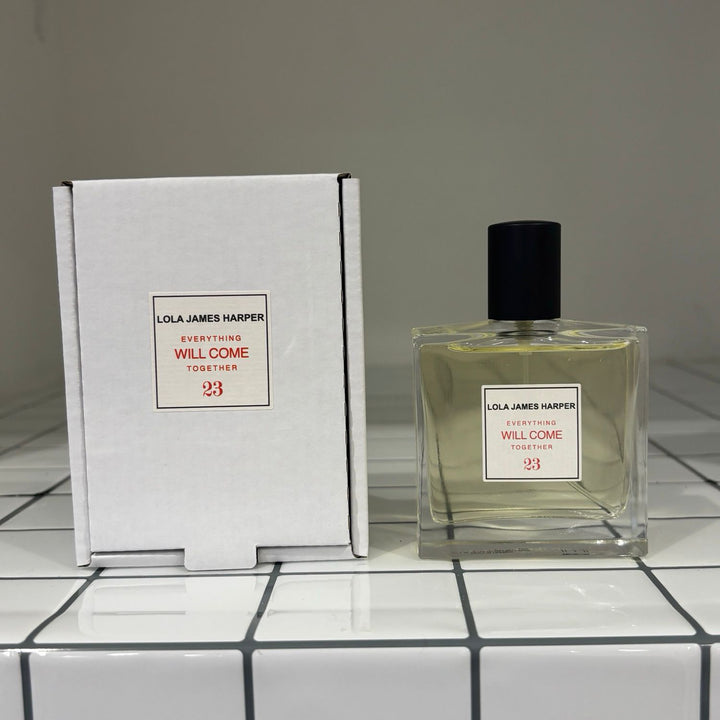 LOLA JAMES HARPER
EVERYTHING
WILL COME
TOGETHER
23
LOLA JAMES HARPER
EVERYTHING
WILL COME
TOGETHER
23